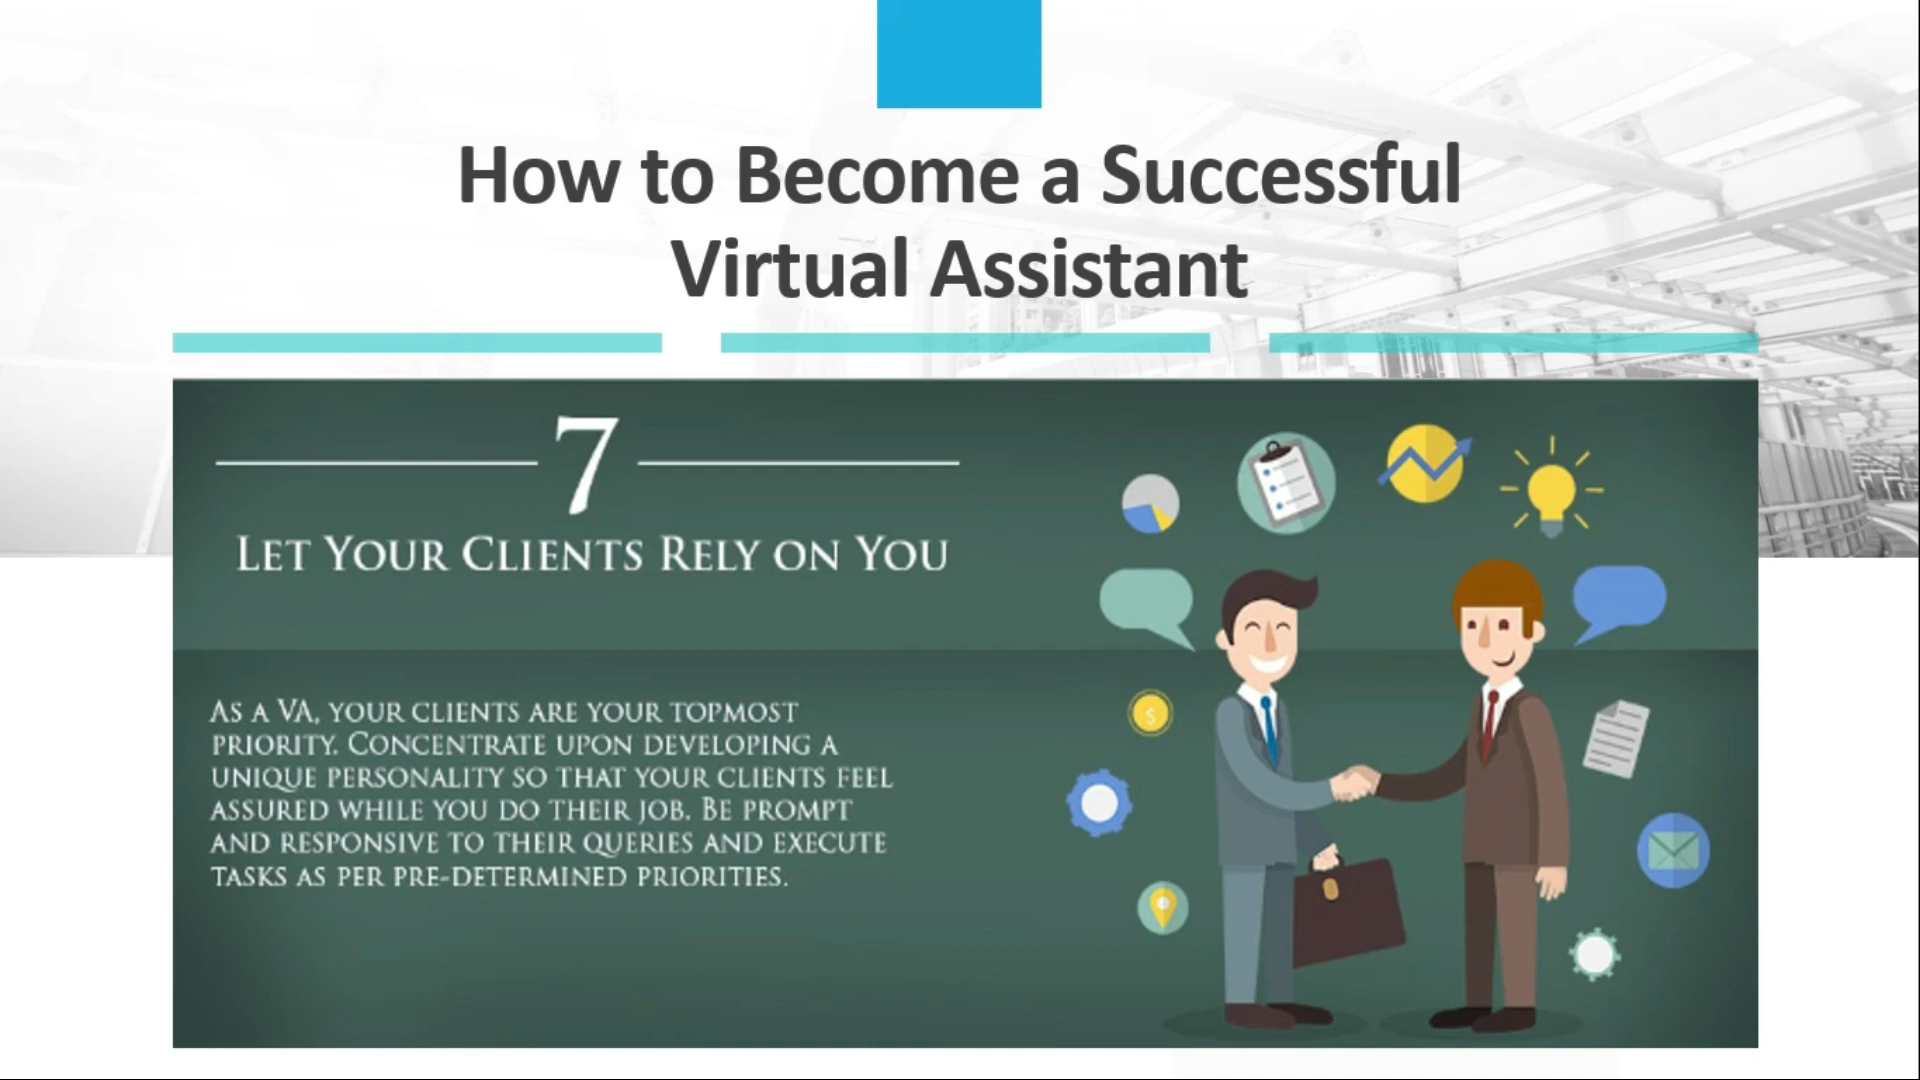 How to Become a Successful
Virtual Assistant
7
Let Your Clients Rely on You
As a VA, your clients are your topmost
priority. Concentrate upon developing a
unique personality so that your clients feel
assured while you do their job. Be prompt
and responsive to their queries and execute
tasks as per pre-determined priorities.
$